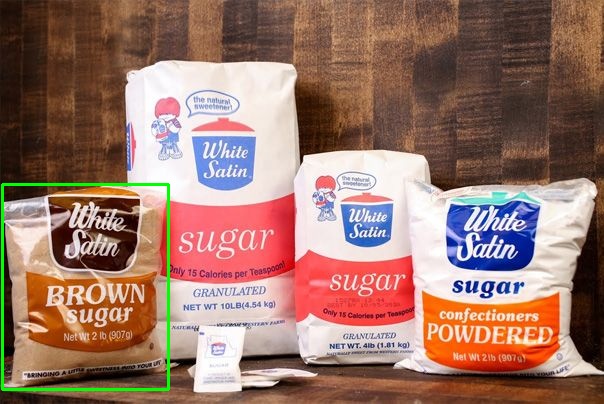 White
Satin
BROWN
sugar
Net Wt 2 lb (907g)
"BRINGING A LITTLE SWEETNESS INTO YOUR LIFE"
the natural
sweetener!
White
Satin
sugar
Only 15 Calories per Teaspoon!
GRANULATED
NET WT 10LB(4.54 kg)
SUGAR
the natural
sweetener!
White
Satin
sugar
Only 15 Calories per Teaspoon!
GRANULATED
NET WT. 4lb (1.81 kg)
White
Satin
sugar
confectioners
POWDERED
Net Wt 2 lb (907g)